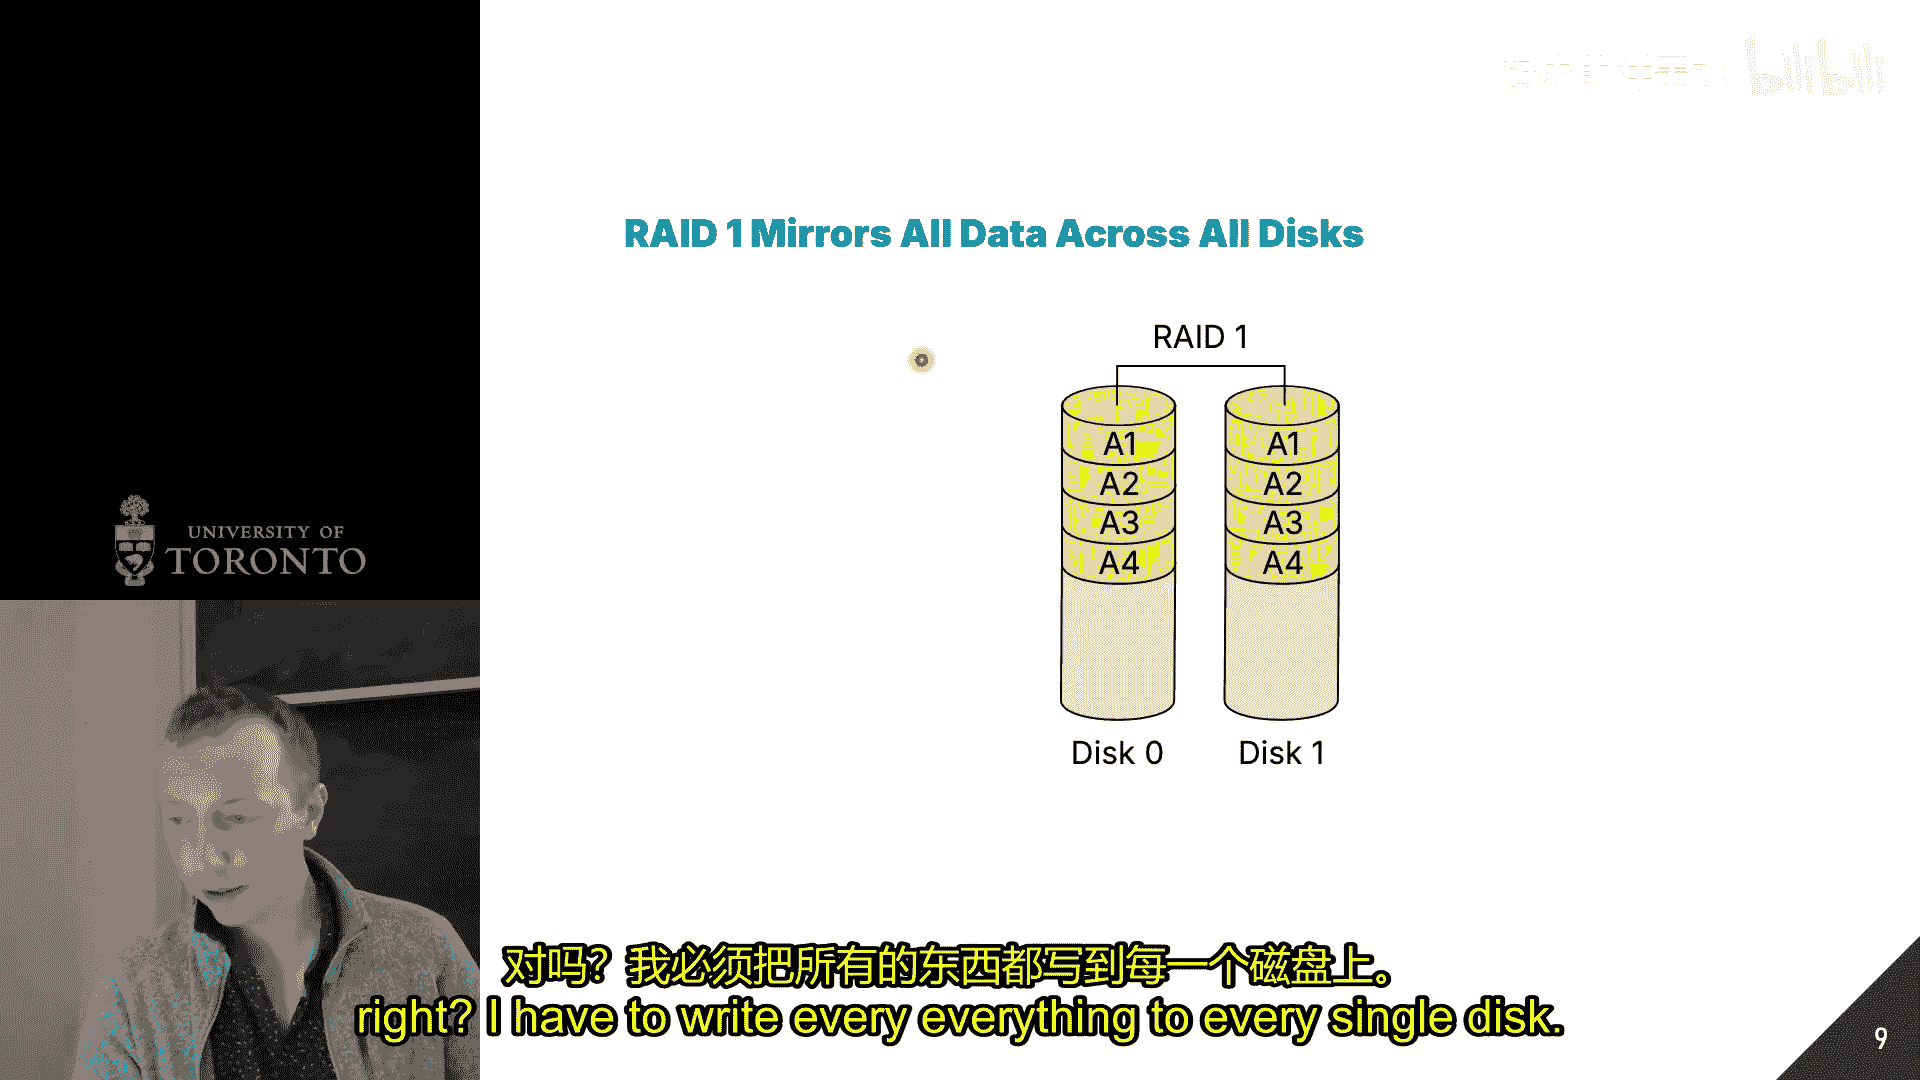 bilibili
RAID 1 Mirrors All Data Across All Disks
RAID 1
A1
A2
A3
A4
A1
A2
A3
A4
Disk 0
Disk 1
UNIVERSITY OF
TORONTO
对吗？我必须把所有的东西都写到每一个磁盘上。
right? I have to write every everything to every single disk.
9